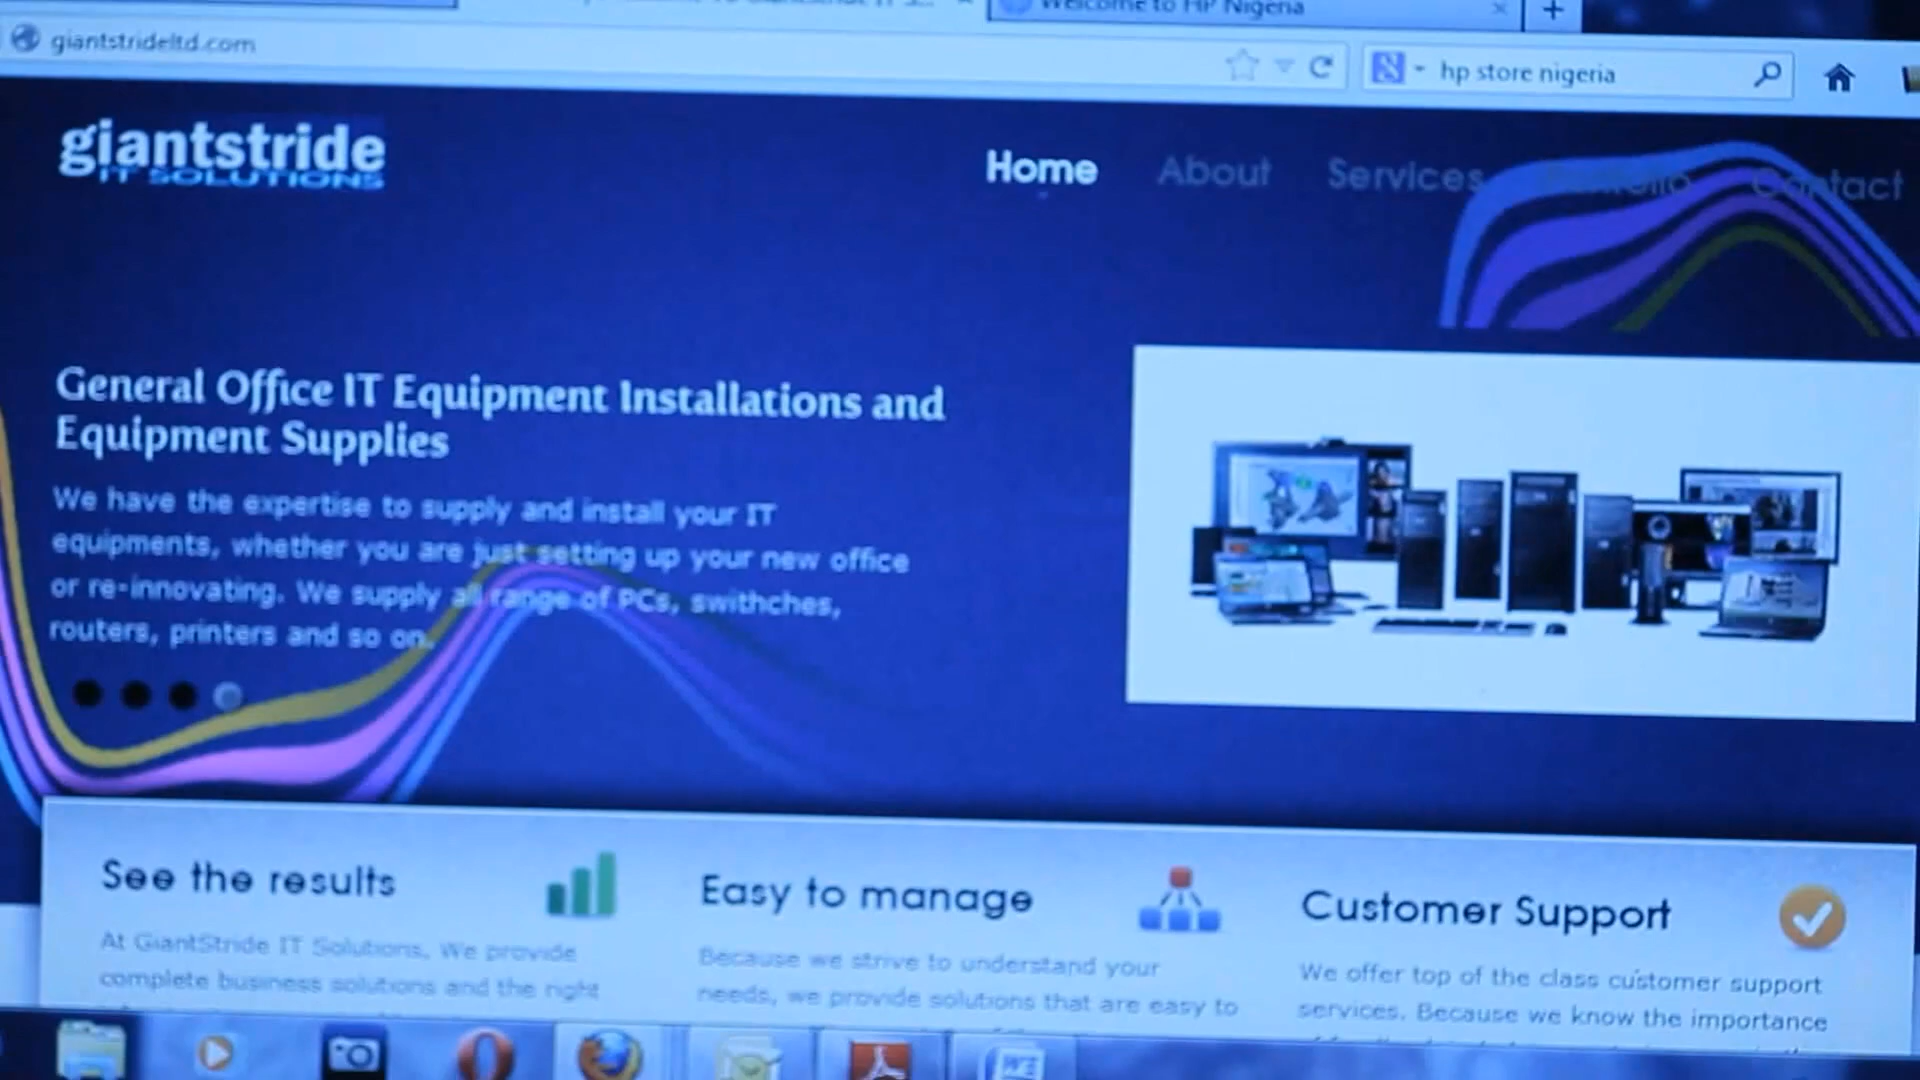 Welcome to HP Nigeria
giantstrideltd.com
hp store nigeria
giantstride
IT SOLUTIONS
Home About Services Portfolio Contact
General Office IT Equipment Installations and
Equipment Supplies
We have the expertise to supply and install your IT
equipments, whether you are just setting up your new office
or re-innovating. We supply all range of PCs, swithches,
routers, printers and so on.
See the results
At GiantStride IT Solutions, We provide
complete business solutions and the right
Easy to manage
Because we strive to understand your
needs, we provide solutions that are easy to
Customer Support
We offer top of the class customer support
services. Because we know the importance